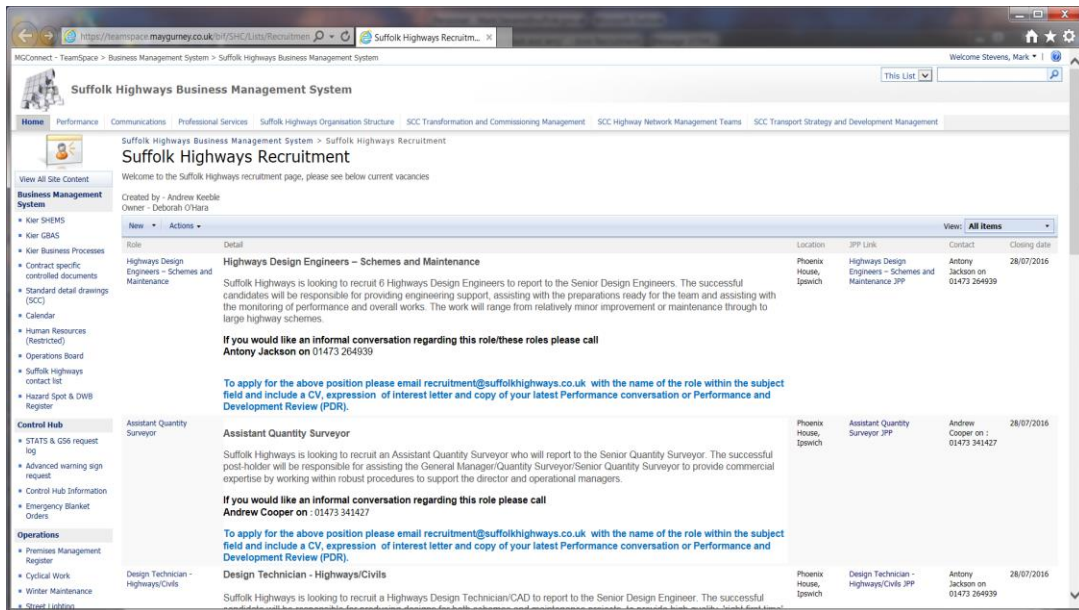 https://teamspace.maygurney.co.uk/bif/SHC/Lists/Recruitmen
Suffolk Highways Recruitm...
MGConnect - TeamSpace > Business Management System > Suffolk Highways Business Management System
Welcome Stevens, Mark
This List
Suffolk Highways Business Management System
Home Performance Communications Professional Services Suffolk Highways Organisation Structure SCC Transformation and Commissioning Management SCC Highway Network Management Teams SCC Transport Strategy and Development Management
Suffolk Highways Business Management System > Suffolk Highways Recruitment
Suffolk Highways Recruitment
Welcome to the Suffolk Highways recruitment page, please see below current vacancies
Created by - Andrew Keeble
Owner - Deborah O'Hara
View All Site Content
Business Management
System
Kier SHEMS
Kier GBAS
Kier Business Processes
Contract specific
controlled documents
Standard detail drawings
(SCC)
Calendar
Human Resources
(Restricted)
Operations Board
Suffolk Highways
contact list
Hazard Spot & DWB
Register
Control Hub
STATS & GS6 request
log
Advanced warning sign
request
Control Hub Information
Emergency Blanket
Orders
Operations
Premises Management
Register
Cyclical Work
Winter Maintenance
Street Lighting
New Actions View: All items
Role Detail Location JPP Link Contact Closing date
Highways Design
Engineers – Schemes and
Maintenance
Highways Design Engineers – Schemes and Maintenance
Suffolk Highways is looking to recruit 6 Highways Design Engineers to report to the Senior Design Engineers. The successful
candidates will be responsible for providing engineering support, assisting with the preparations ready for the team and assisting with
the monitoring of performance and overall works. The work will range from relatively minor improvement or maintenance through to
large highway schemes.
If you would like an informal conversation regarding this role/these roles please call
Antony Jackson on 01473 264939
To apply for the above position please email recruitment@suffolkhighways.co.uk with the name of the role within the subject
field and include a CV, expression of interest letter and copy of your latest Performance conversation or Performance and
Development Review (PDR).
Phoenix
House,
Ipswich
Highways Design
Engineers – Schemes and
Maintenance JPP
Antony
Jackson on
01473 264939
28/07/2016
Assistant Quantity
Surveyor
Assistant Quantity Surveyor
Suffolk Highways is looking to recruit an Assistant Quantity Surveyor who will report to the Senior Quantity Surveyor. The successful
post-holder will be responsible for assisting the General Manager/Quantity Surveyor/Senior Quantity Surveyor to provide commercial
expertise by working within robust procedures to support the director and operational managers.
If you would like an informal conversation regarding this role please call
Andrew Cooper on : 01473 341427
To apply for the above position please email recruitment@suffolkhighways.co.uk with the name of the role within the subject
field and include a CV, expression of interest letter and copy of your latest Performance conversation or Performance and
Development Review (PDR).
Phoenix
House,
Ipswich
Assistant Quantity
Surveyor JPP
Andrew
Cooper on :
01473 341427
28/07/2016
Design Technician -
Highways/Civils
Design Technician - Highways/Civils
Suffolk Highways is looking to recruit a Highways Design Technician/CAD to report to the Senior Design Engineer. The successful
candidate will be responsible for producing designs for both schemes and maintenance projects, to provide high quality, 'right first time'
Phoenix
House,
Ipswich
Design Technician -
Highways/Civils JPP
Antony
Jackson on
01473 264939
28/07/2016